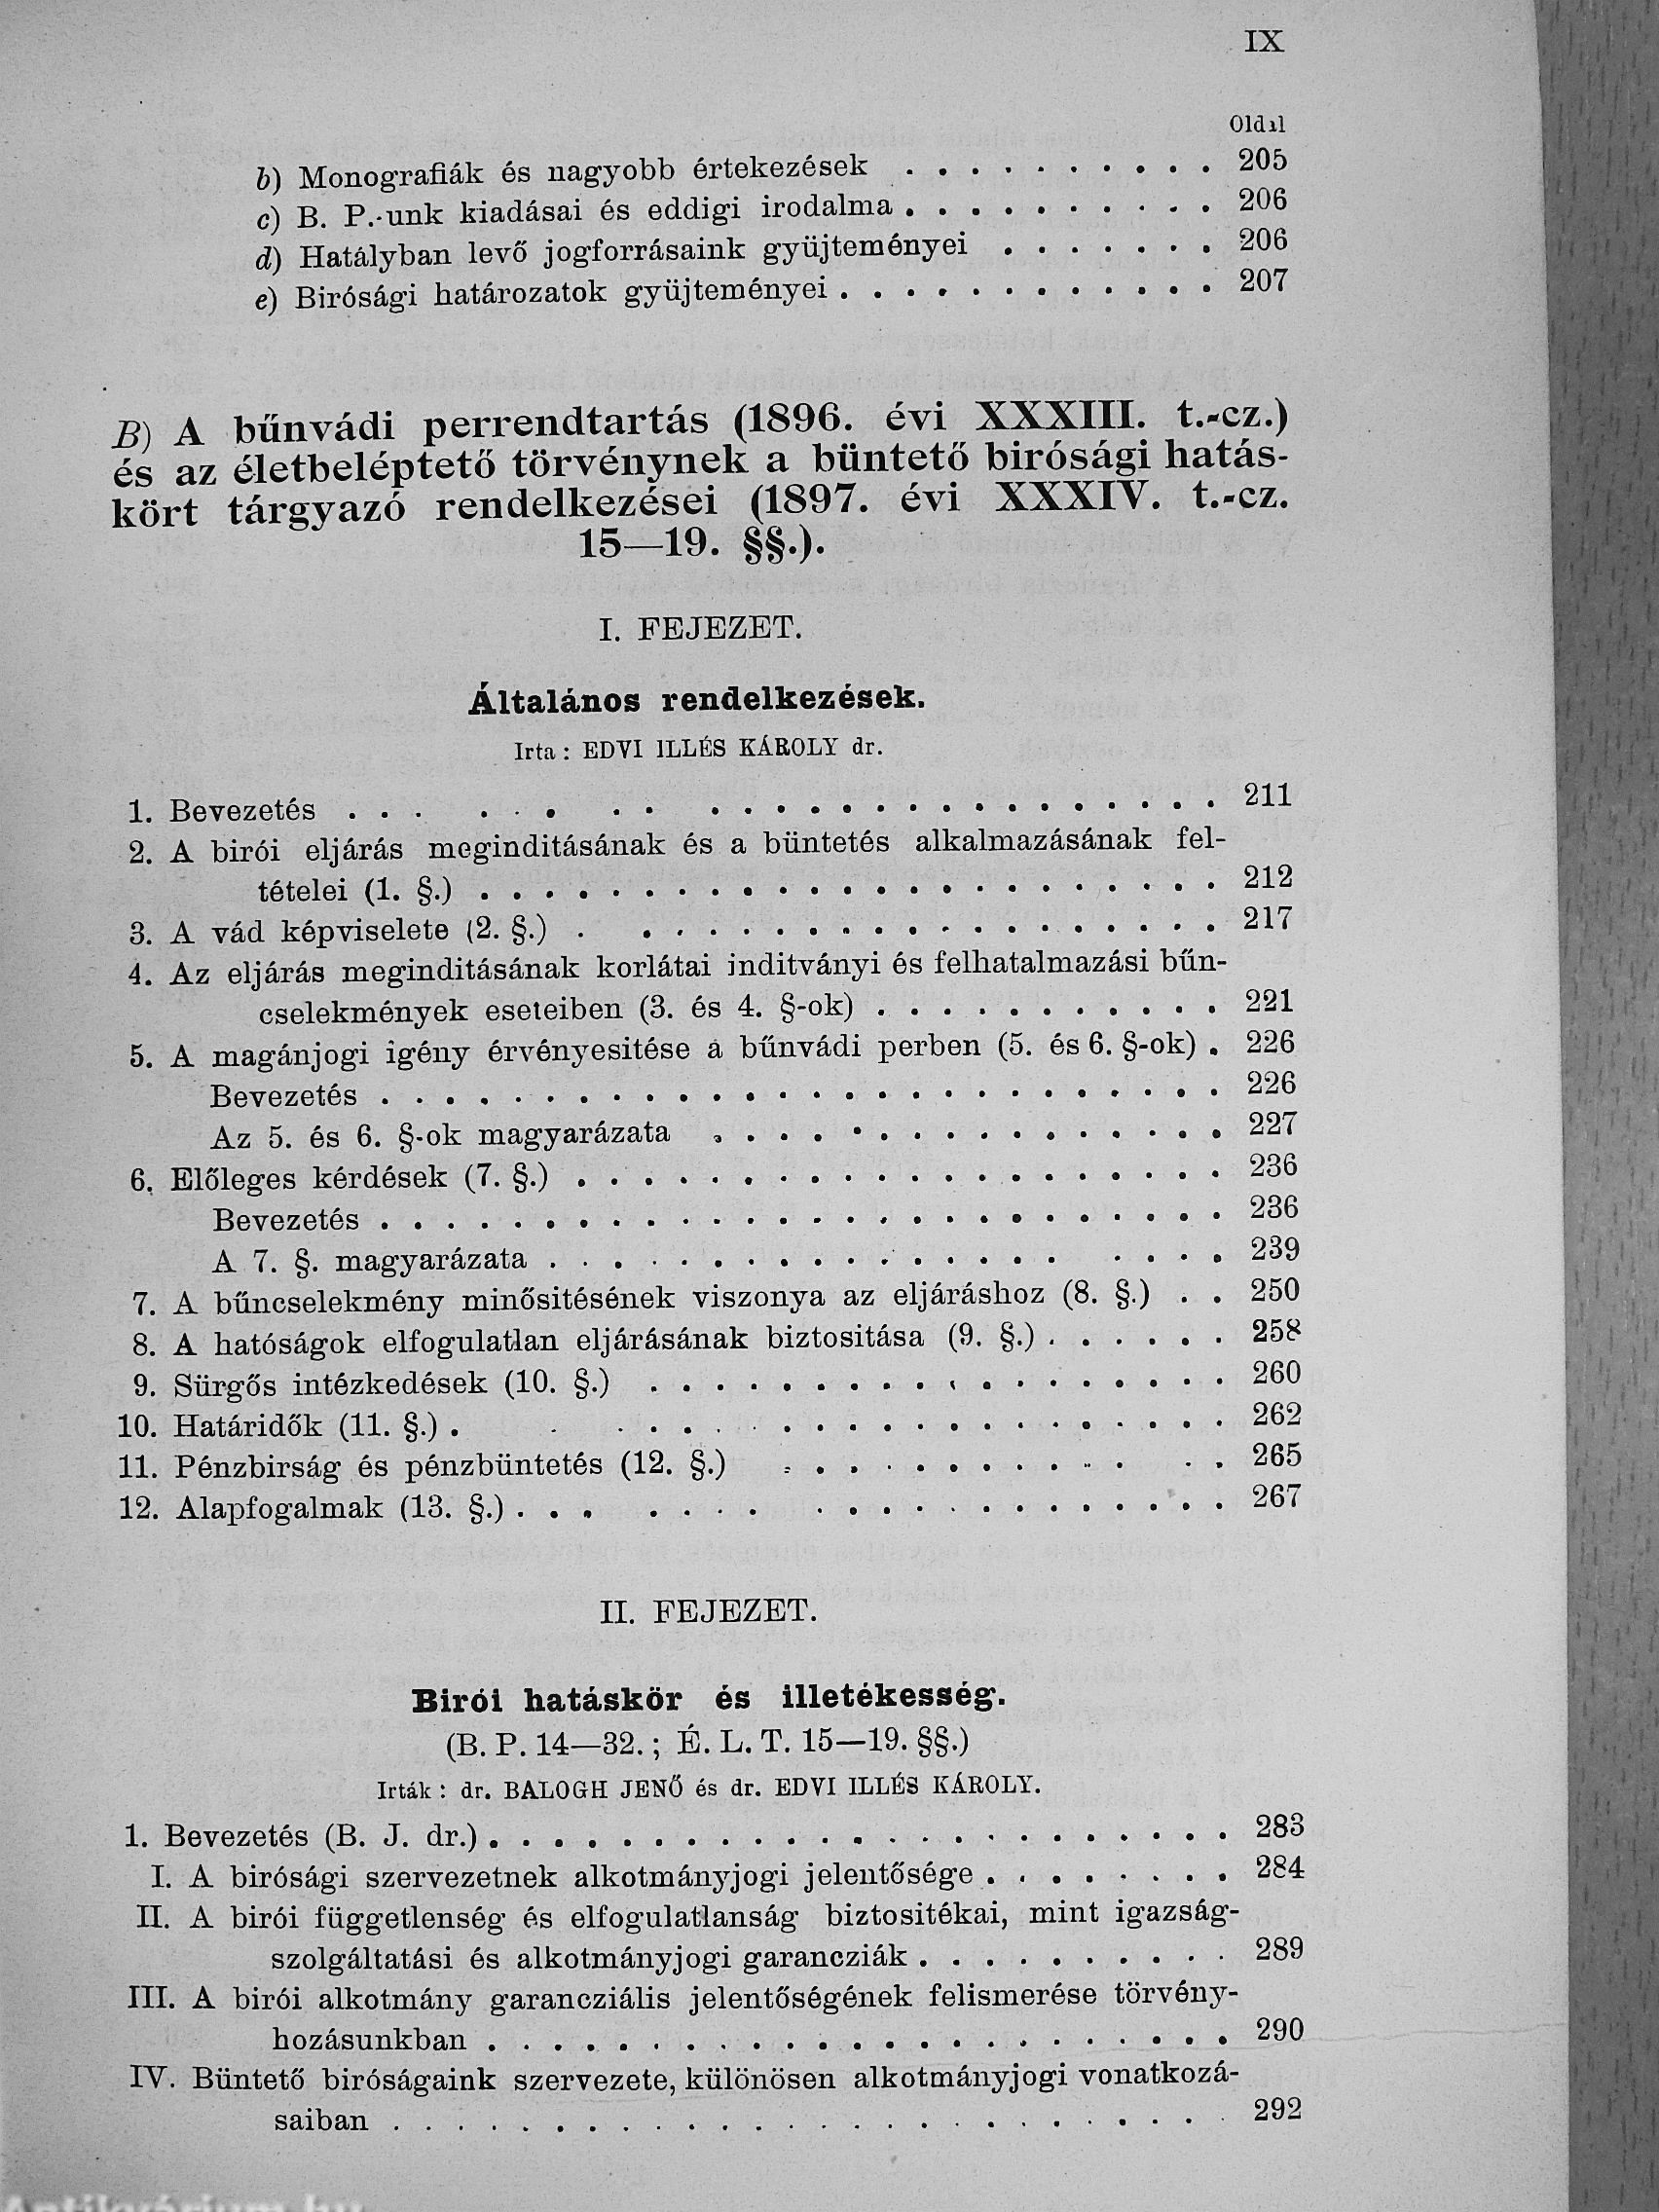 IX
Oldal
b) Monografiák és nagyobb értekezések . . . . . . . . . . 205
c) B. P.-unk kiadásai és eddigi irodalma . . . . . . . . . . 206
d) Hatályban levő jogforrásaink gyüjteményei . . . . . . . 206
e) Birósági határozatok gyüjteményei . . . . . . . . . . . . 207
B) A bűnvádi perrendtartás (1896. évi XXXIII. t.-cz.)
és az életbeléptető törvénynek a büntető birósági hatás-
kört tárgyazó rendelkezései (1897. évi XXXIV. t.-cz.
15—19. §§.).
I. FEJEZET.
Általános rendelkezések.
Irta: EDVI ILLÉS KÁROLY dr.
1. Bevezetés . . . . . . . . . . . . . . . . . . . . . . 211
2. A birói eljárás meginditásának és a büntetés alkalmazásának fel-
tételei (1. §.) . . . . . . . . . . . . . . . . . . . . . . . 212
3. A vád képviselete (2. §.) . . . . . . . . . . . . . . . . . . . 217
4. Az eljárás meginditásának korlátai inditványi és felhatalmazási bűn-
cselekmények eseteiben (3. és 4. §-ok) . . . . . . . . . . . 221
5. A magánjogi igény érvényesitése a bűnvádi perben (5. és 6. §-ok) . 226
Bevezetés . . . . . . . . . . . . . . . . . . . . . . . . . . 226
Az 5. és 6. §-ok magyarázata . . . . . . . . . . . . . . . . 227
6. Előleges kérdések (7. §.) . . . . . . . . . . . . . . . . . . . . 236
Bevezetés . . . . . . . . . . . . . . . . . . . . . . . . . . 236
A 7. §. magyarázata . . . . . . . . . . . . . . . . . . . . 239
7. A bűncselekmény minősitésének viszonya az eljáráshoz (8. §.) . . 250
8. A hatóságok elfogulatlan eljárásának biztositása (9. §.) . . . . . . 258
9. Sürgős intézkedések (10. §.) . . . . . . . . . . . . . . . . . . 260
10. Határidők (11. §.) . . . . . . . . . . . . . . . . . . . . 262
11. Pénzbirság és pénzbüntetés (12. §.) . . . . . . . . . . . . . 265
12. Alapfogalmak (13. §.) . . . . . . . . . . . . . . . . . . . . 267
II. FEJEZET.
Birói hatáskör és illetékesség.
(B. P. 14—32.; É. L. T. 15—19. §§.)
Irták: dr. BALOGH JENŐ és dr. EDVI ILLÉS KÁROLY.
1. Bevezetés (B. J. dr.) . . . . . . . . . . . . . . . . . . . . . . . 283
I. A birósági szervezetnek alkotmányjogi jelentősége . . . . . . . . 284
II. A birói függetlenség és elfogulatlanság biztositékai, mint igazság-
szolgáltatási és alkotmányjogi garancziák . . . . . . . . . . 289
III. A birói alkotmány garancziális jelentőségének felismerése törvény-
hozásunkban . . . . . . . . . . . . . . . . . . . . . . . 290
IV. Büntető biróságaink szervezete, különösen alkotmányjogi vonatkozá-
saiban . . . . . . . . . . . . . . . . . . . . . . . . . . 292
Antikvárium.hu